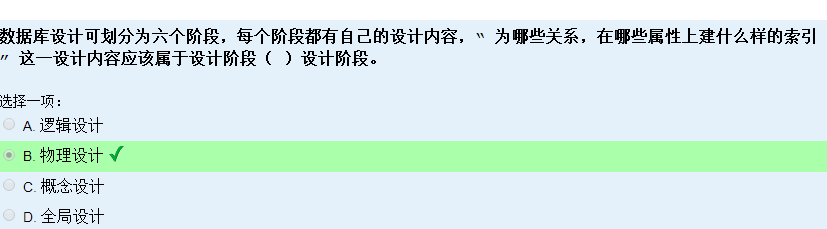 数据库设计可划分为六个阶段，每个阶段都有自己的设计内容，“ 为哪些关系，在哪些属性上建什么样的索引
” 这一设计内容应该属于设计阶段（ ）设计阶段。
选择一项：
A. 逻辑设计
B. 物理设计 ✓
C. 概念设计
D. 全局设计